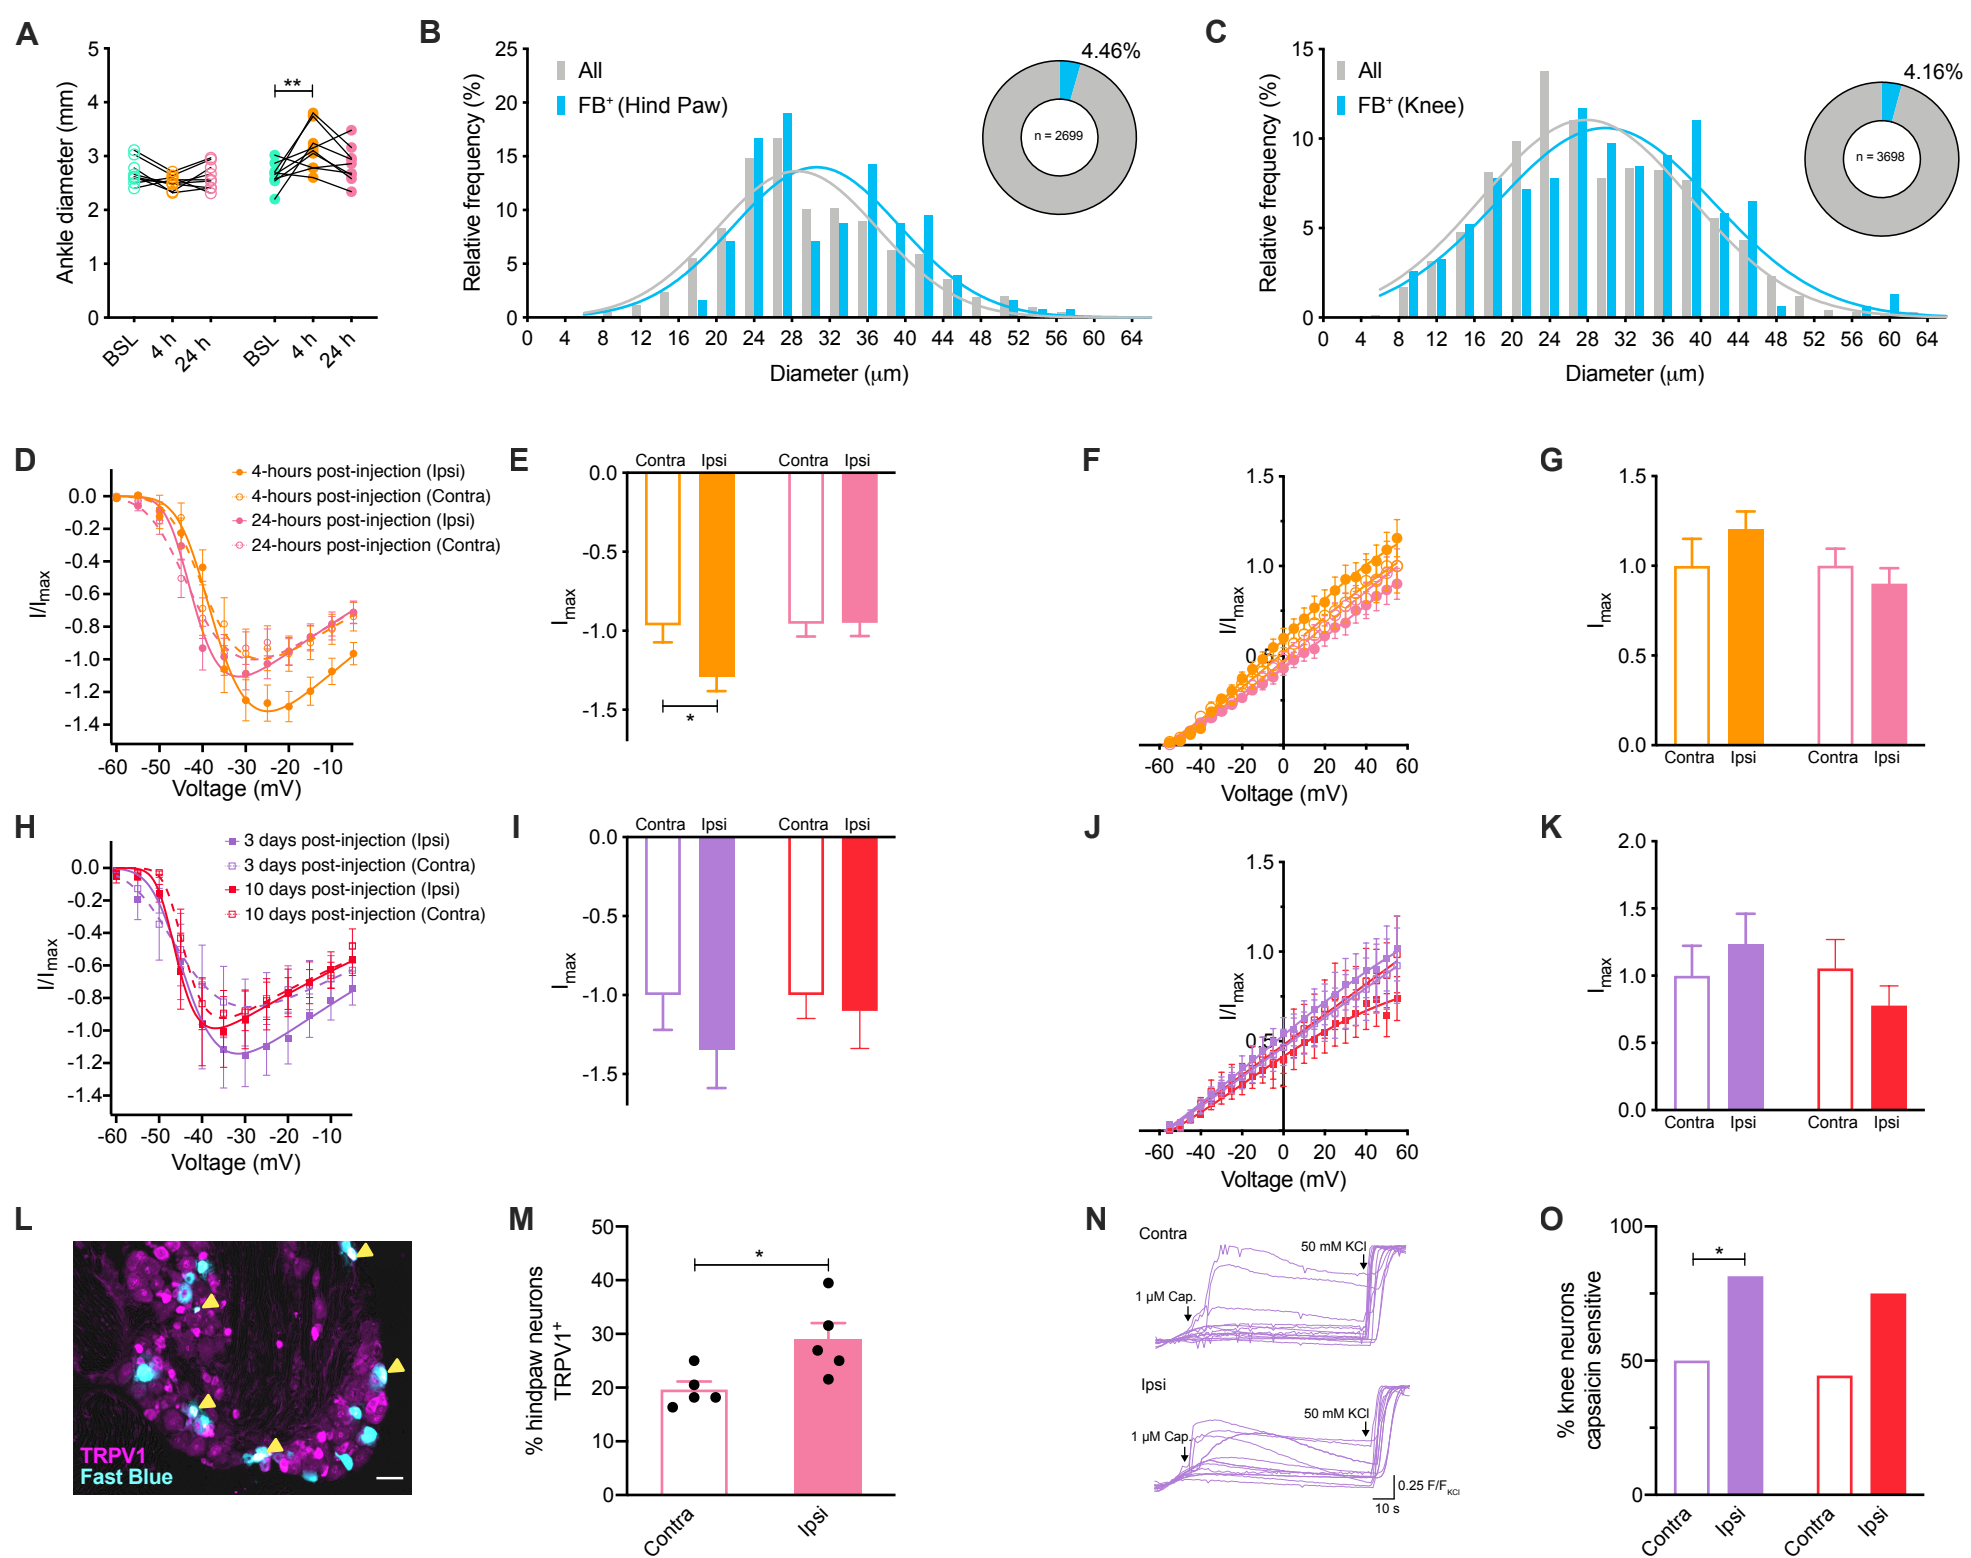 A
Ankle diameter (mm)
5
4
3
2
1
0
**
BSL
4 h
24 h
BSL
4 h
24 h
B
Relative frequency (%)
25
20
15
10
5
0
All
FB+ (Hind Paw)
4.46%
n = 2699
0 4 8 12 16 20 24 28 32 36 40 44 48 52 56 60 64
Diameter (μm)
C
Relative frequency (%)
15
10
5
0
All
FB+ (Knee)
4.16%
n = 3698
0 4 8 12 16 20 24 28 32 36 40 44 48 52 56 60 64
Diameter (μm)
D
I/Imax
0.0
-0.2
-0.4
-0.6
-0.8
-1.0
-1.2
-1.4
4-hours post-injection (Ipsi)
4-hours post-injection (Contra)
24-hours post-injection (Ipsi)
24-hours post-injection (Contra)
-60 -50 -40 -30 -20 -10
Voltage (mV)
E
Imax
Contra Ipsi Contra Ipsi
0.0
-0.5
-1.0
-1.5
*
F
I/Imax
1.5
1.0
0.5
-60 -40 -20 0 20 40 60
Voltage (mV)
G
Imax
1.5
1.0
0.5
0.0
Contra Ipsi Contra Ipsi
H
I/Imax
0.0
-0.2
-0.4
-0.6
-0.8
-1.0
-1.2
-1.4
3 days post-injection (Ipsi)
3 days post-injection (Contra)
10 days post-injection (Ipsi)
10 days post-injection (Contra)
-60 -50 -40 -30 -20 -10
Voltage (mV)
I
Imax
Contra Ipsi Contra Ipsi
0.0
-0.5
-1.0
-1.5
J
I/Imax
1.5
1.0
0.5
-60 -40 -20 0 20 40 60
Voltage (mV)
K
Imax
2.0
1.5
1.0
0.5
0.0
Contra Ipsi Contra Ipsi
L
TRPV1
Fast Blue
M
% hindpaw neurons
TRPV1+
50
40
30
20
10
0
*
Contra
Ipsi
N
Contra
50 mM KCl
1 µM Cap.
Ipsi
50 mM KCl
1 µM Cap.
0.25 F/FKCl
10 s
O
% knee neurons
capsaicin sensitive
100
50
0
*
Contra
Ipsi
Contra
Ipsi